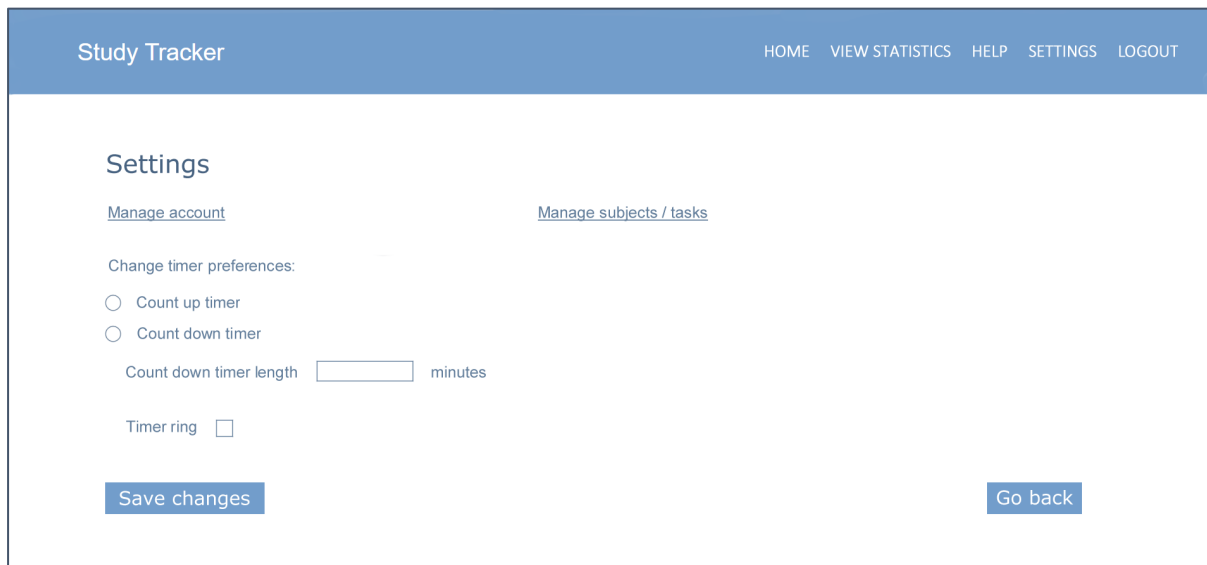 Study Tracker HOME VIEW STATISTICS HELP SETTINGS LOGOUT
Settings
Manage account Manage subjects / tasks
Change timer preferences:
Count up timer
Count down timer
Count down timer length minutes
Timer ring
Save changes Go back